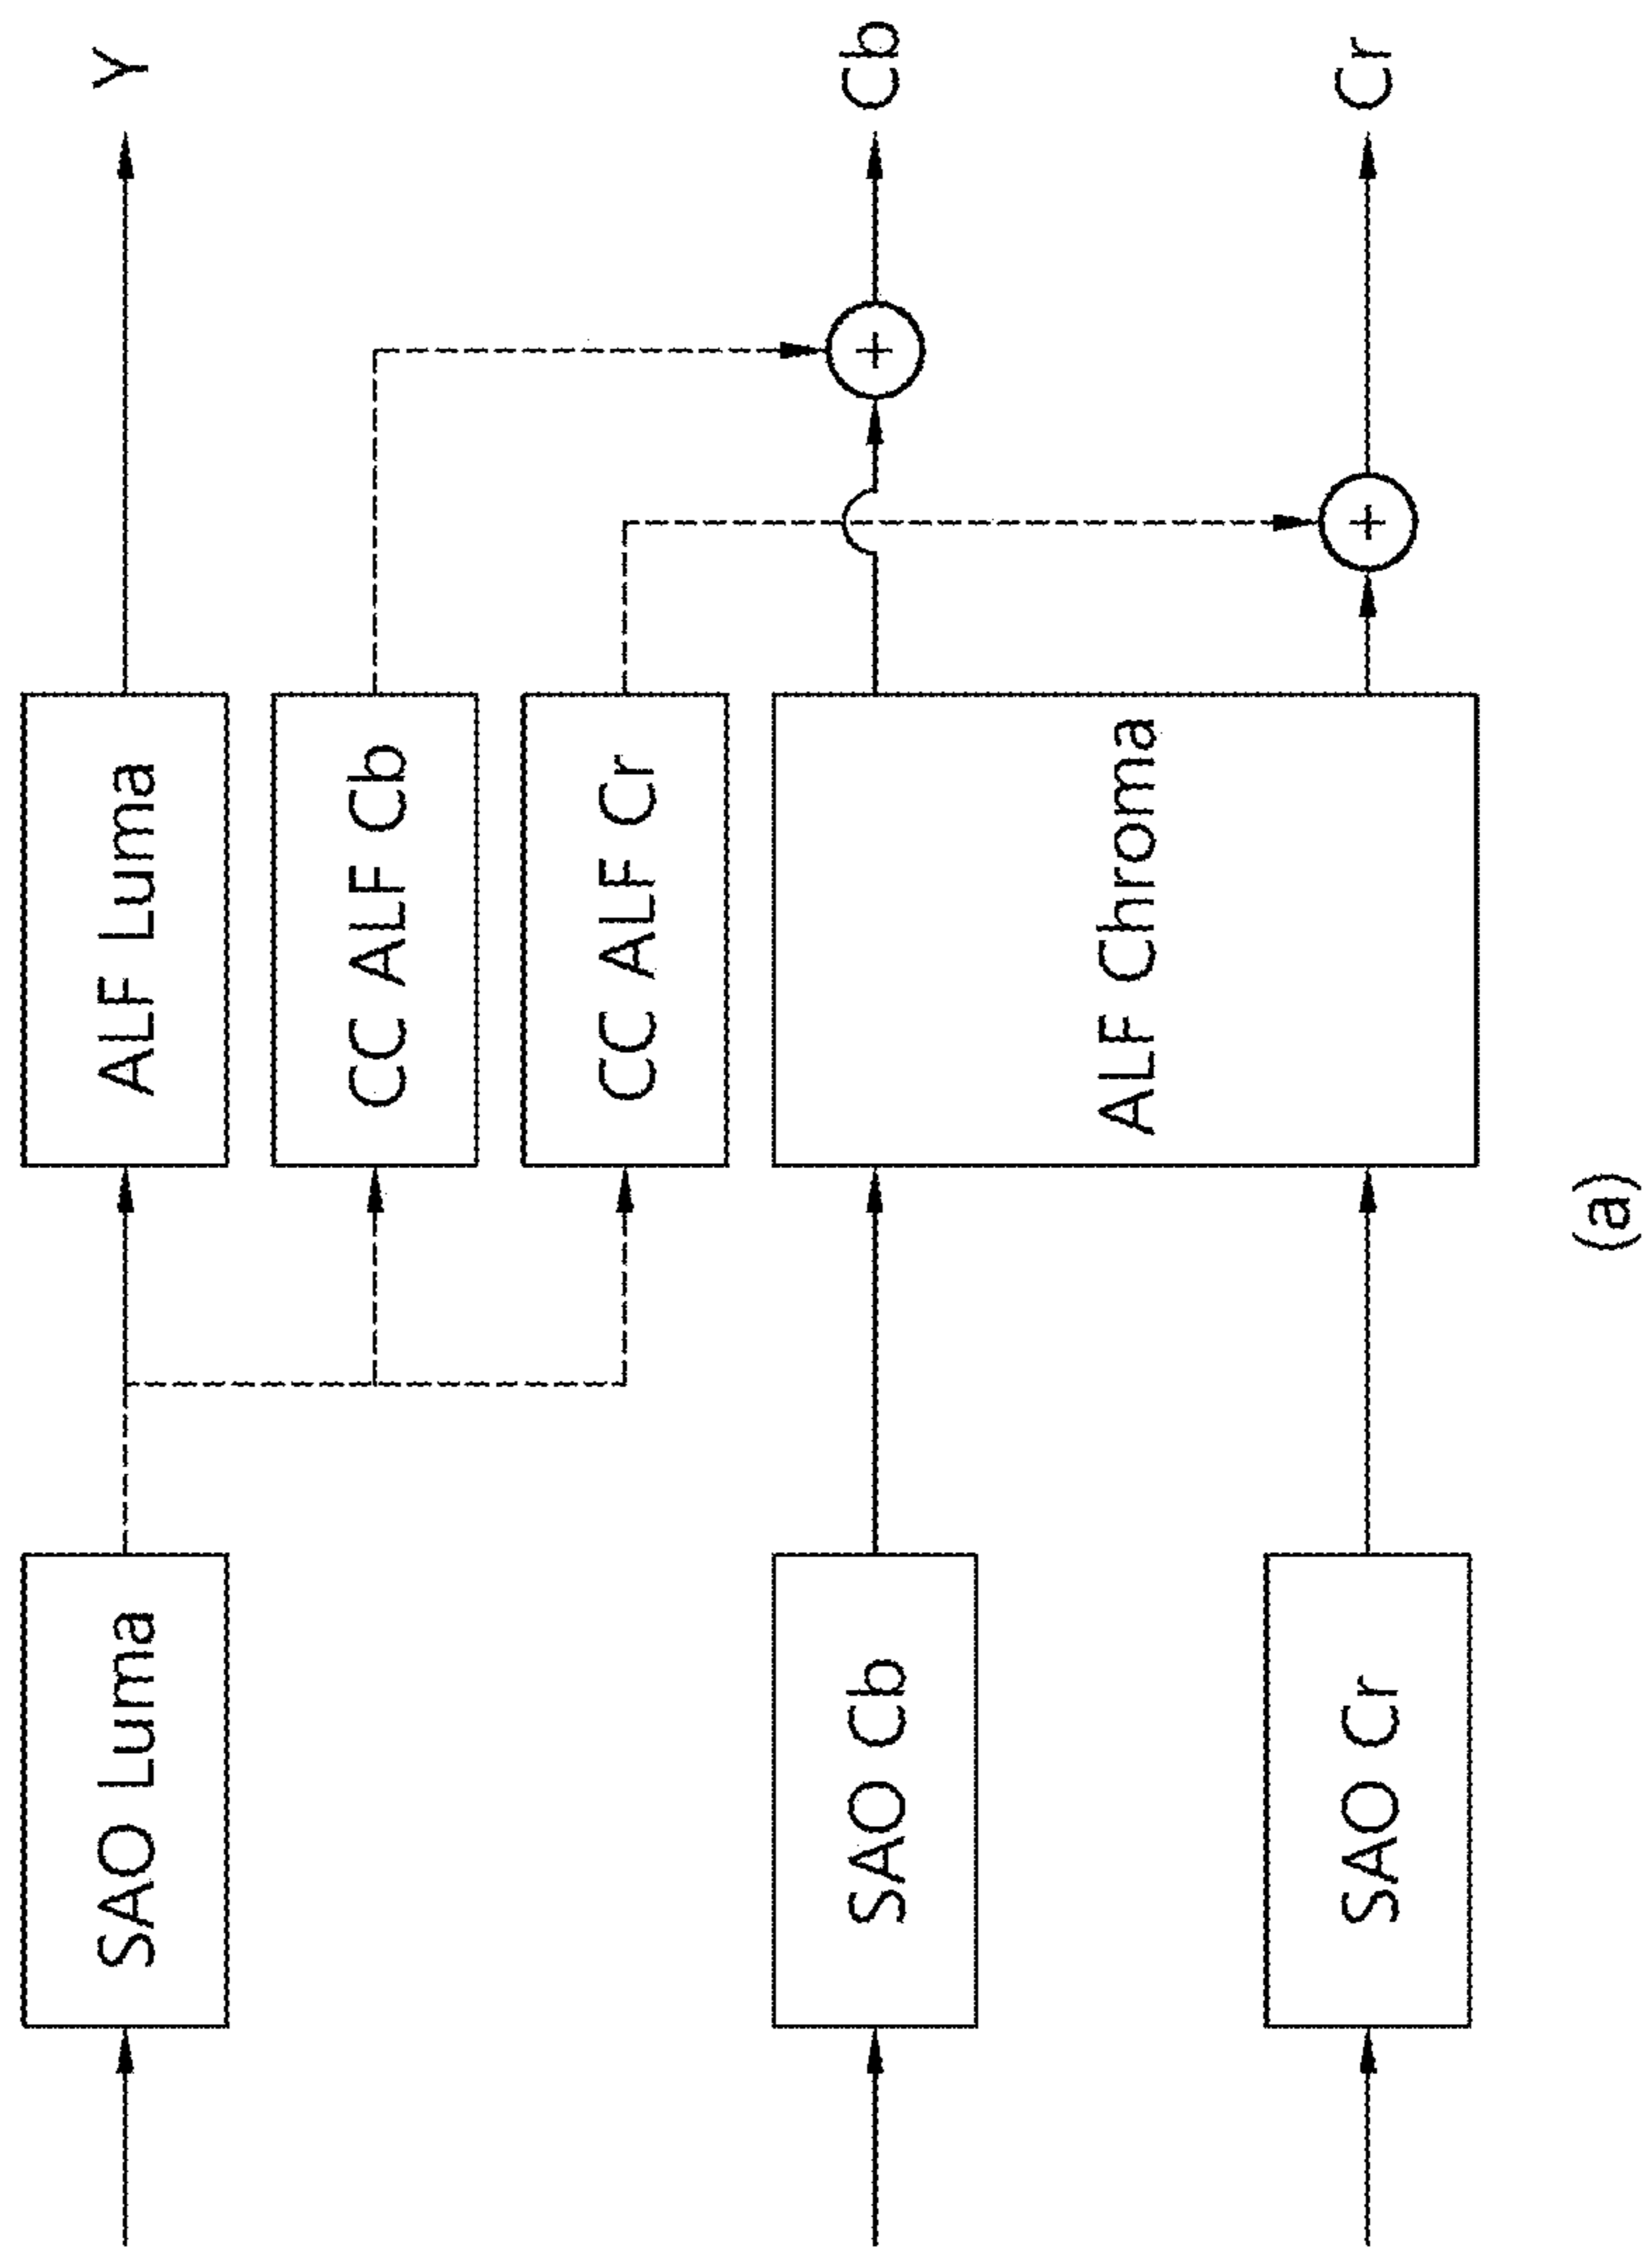 SAO Luma
ALF Luma
Y
CC ALF Cb
CC ALF Cr
SAO Cb
ALF Chroma
+
Cb
SAO Cr
+
Cr
(a)